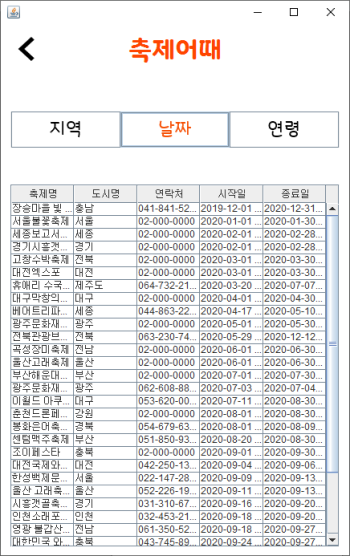 축제어때
지역 날짜 연령
축제명 도시명 연락처 시작일 종료일
장승마을 빛 ... 충남 041-841-52... 2019-12-01 ... 2020-12-31...
서울불꽃축제 서울 02-000-0000 2020-01-01 ... 2020-01-30...
세종보고서... 세종 02-000-0000 2020-02-01 ... 2020-02-28...
경기시흥갯... 경기 02-000-0000 2020-02-01 ... 2020-02-28...
고창수박축제 전북 02-000-0000 2020-03-01 ... 2020-03-30...
대전엑스포 대전 02-000-0000 2020-03-01 ... 2020-03-30...
휴애리 수국... 제주도 064-732-21... 2020-03-20 ... 2020-07-07...
대구막창의... 대구 02-000-0000 2020-04-01 ... 2020-04-30...
베어트리파... 세종 044-863-22... 2020-04-17 ... 2020-05-10...
광주문화재... 광주 02-000-0000 2020-05-01 ... 2020-05-30...
전북관광브... 전북 063-230-74... 2020-05-29 ... 2020-12-12...
곡성장미축제 전남 02-000-0000 2020-06-01 ... 2020-06-30...
울산고래축제 울산 02-000-0000 2020-06-01 ... 2020-06-30...
부산해운대... 부산 02-000-0000 2020-07-01 ... 2020-07-30...
광주문화재... 광주 062-608-88... 2020-07-03 ... 2020-07-04...
이월드 아쿠... 대구 053-620-00... 2020-07-11 ... 2020-08-30...
춘천드론페... 강원 02-000-0000 2020-08-01 ... 2020-08-30...
봉화은어축... 경북 054-679-63... 2020-08-01 ... 2020-08-09...
센텀맥주축제 부산 051-850-93... 2020-08-20 ... 2020-08-30...
조이페스타 충북 02-000-0000 2020-09-01 ... 2020-09-30...
대전국제와... 대전 042-250-13... 2020-09-04 ... 2020-09-06...
한성백제문... 서울 022-147-28... 2020-09-09 ... 2020-09-13...
울산 고래축... 울산 052-226-19... 2020-09-11 ... 2020-09-13...
시흥갯골축... 경기 031-310-67... 2020-09-16 ... 2020-09-20...
인천소래포... 인천 032-453-21... 2020-09-18 ... 2020-09-20...
영광 불갑산... 전남 061-350-52... 2020-09-18 ... 2020-09-27...
대한민국 와... 충북 043-745-89... 2020-09-24 ... 2020-09-27...